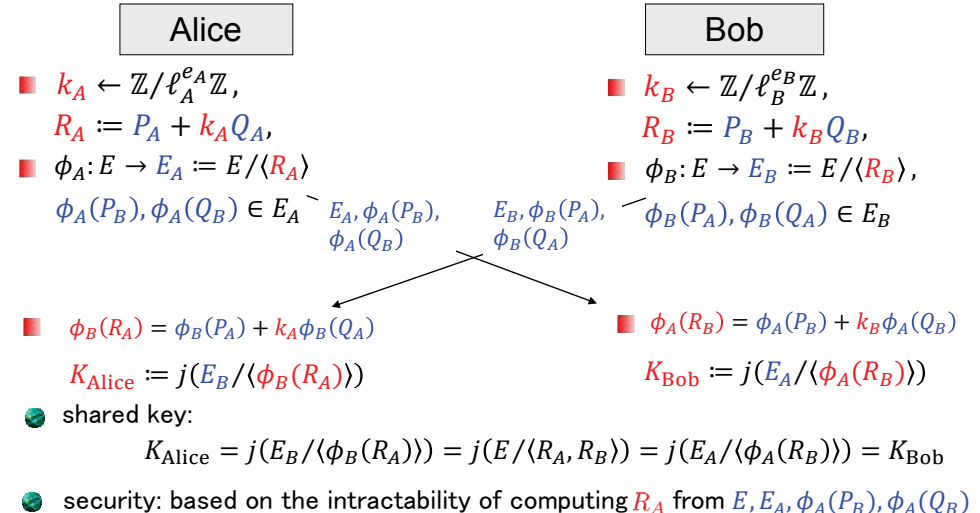 Alice
k_A ← ℤ/ℓ_A^{e_A}ℤ,
R_A ≔ P_A + k_A Q_A,
ϕ_A: E → E_A ≔ E/⟨R_A⟩
ϕ_A(P_B), ϕ_A(Q_B) ∈ E_A
Bob
k_B ← ℤ/ℓ_B^{e_B}ℤ,
R_B ≔ P_B + k_B Q_B,
ϕ_B: E → E_B ≔ E/⟨R_B⟩,
ϕ_B(P_A), ϕ_B(Q_A) ∈ E_B
E_A, ϕ_A(P_B),
ϕ_A(Q_B)
E_B, ϕ_B(P_A),
ϕ_B(Q_A)
ϕ_B(R_A) = ϕ_B(P_A) + k_A ϕ_B(Q_A)
K_Alice ≔ j(E_B/⟨ϕ_B(R_A)⟩)
ϕ_A(R_B) = ϕ_A(P_B) + k_B ϕ_A(Q_B)
K_Bob ≔ j(E_A/⟨ϕ_A(R_B)⟩)
shared key:
K_Alice = j(E_B/⟨ϕ_B(R_A)⟩) = j(E/⟨R_A, R_B⟩) = j(E_A/⟨ϕ_A(R_B)⟩) = K_Bob
security: based on the intractability of computing R_A from E, E_A, ϕ_A(P_B), ϕ_A(Q_B)